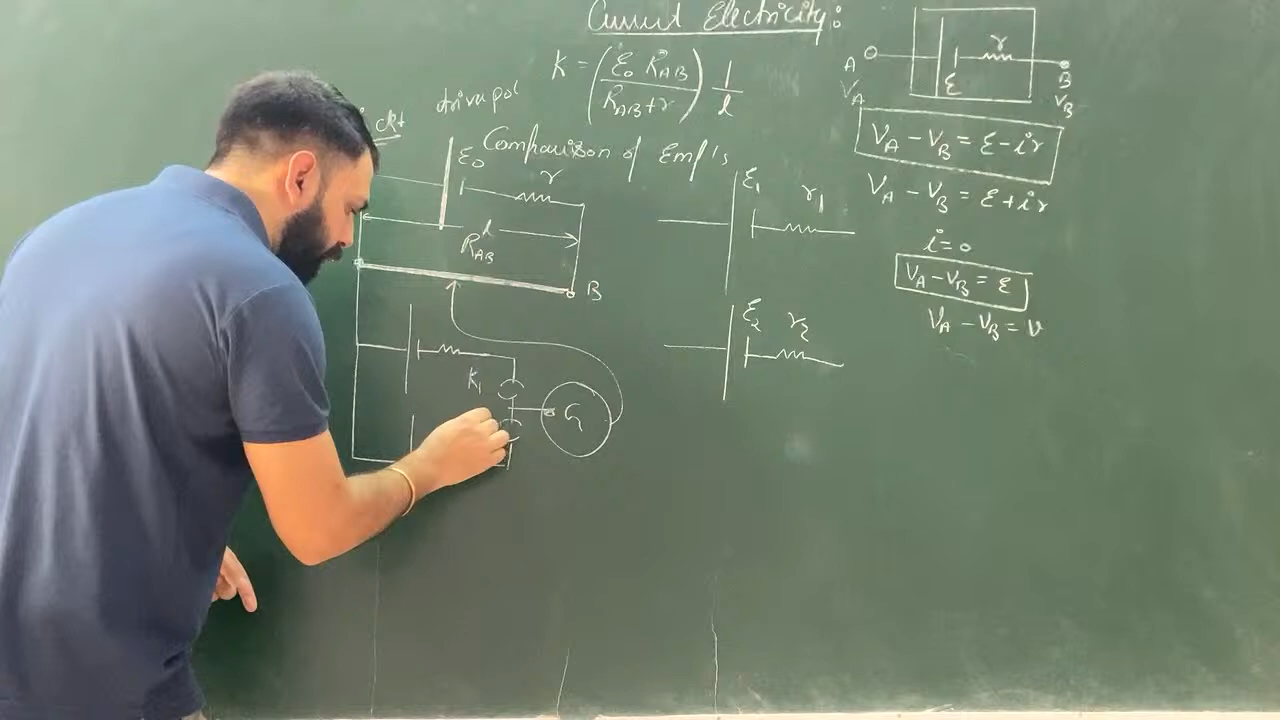 Current Electricity:
K = (ℰ₀ R_AB / R_AB + r) 1/l
ckt
Comparison of Emf's
ℰ₀ r
l
R_AB
B
K₁
G
ℰ₁ r₁
ℰ₂ r₂
A
V_A
ℰ
r
B
V_B
V_A - V_B = ℰ - ir
V_A - V_B = ℰ + ir
i = 0
V_A - V_B = ℰ
V_A - V_B = V